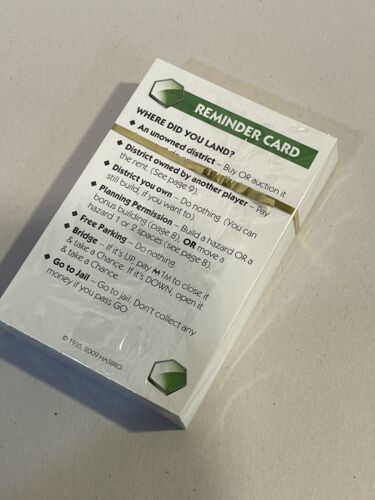 REMINDER CARD
WHERE DID YOU LAND?
◆ An unowned district – Buy OR auction it
◆ District owned by another player – Pay
the rent. (See page 9).
◆ District you own – Do nothing. (You can
still build, if you want to).
◆ Planning Permission – Build a hazard OR a
bonus building (page 8). OR move a
hazard 1 or 2 spaces (see page 8).
◆ Free Parking – Do nothing.
◆ Bridge – If it's UP pay ₩1M to close it
& take a Chance. If it's DOWN, open it
& take a Chance.
◆ Go to Jail – Go to Jail. Don't collect any
money if you pass GO.
© 1935, 2009 HASBRO.